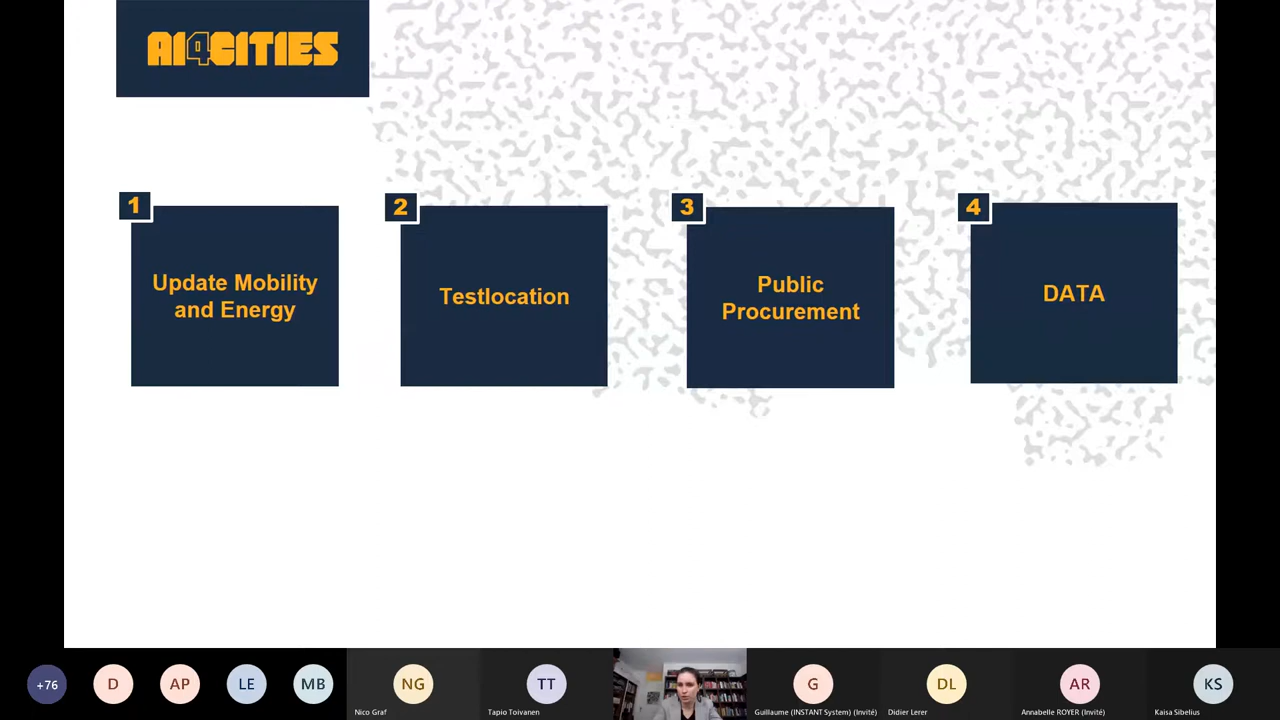 AI4CITIES
1
Update Mobility
and Energy
2
Testlocation
3
Public
Procurement
4
DATA
+76
D
AP
LE
MB
NG
Nico Graf
TT
Tapio Toivanen
G
Guillaume (INSTANT System) (Invité)
DL
Didier Lerer
AR
Annabelle ROYER (Invité)
KS
Kaisa Sibelius